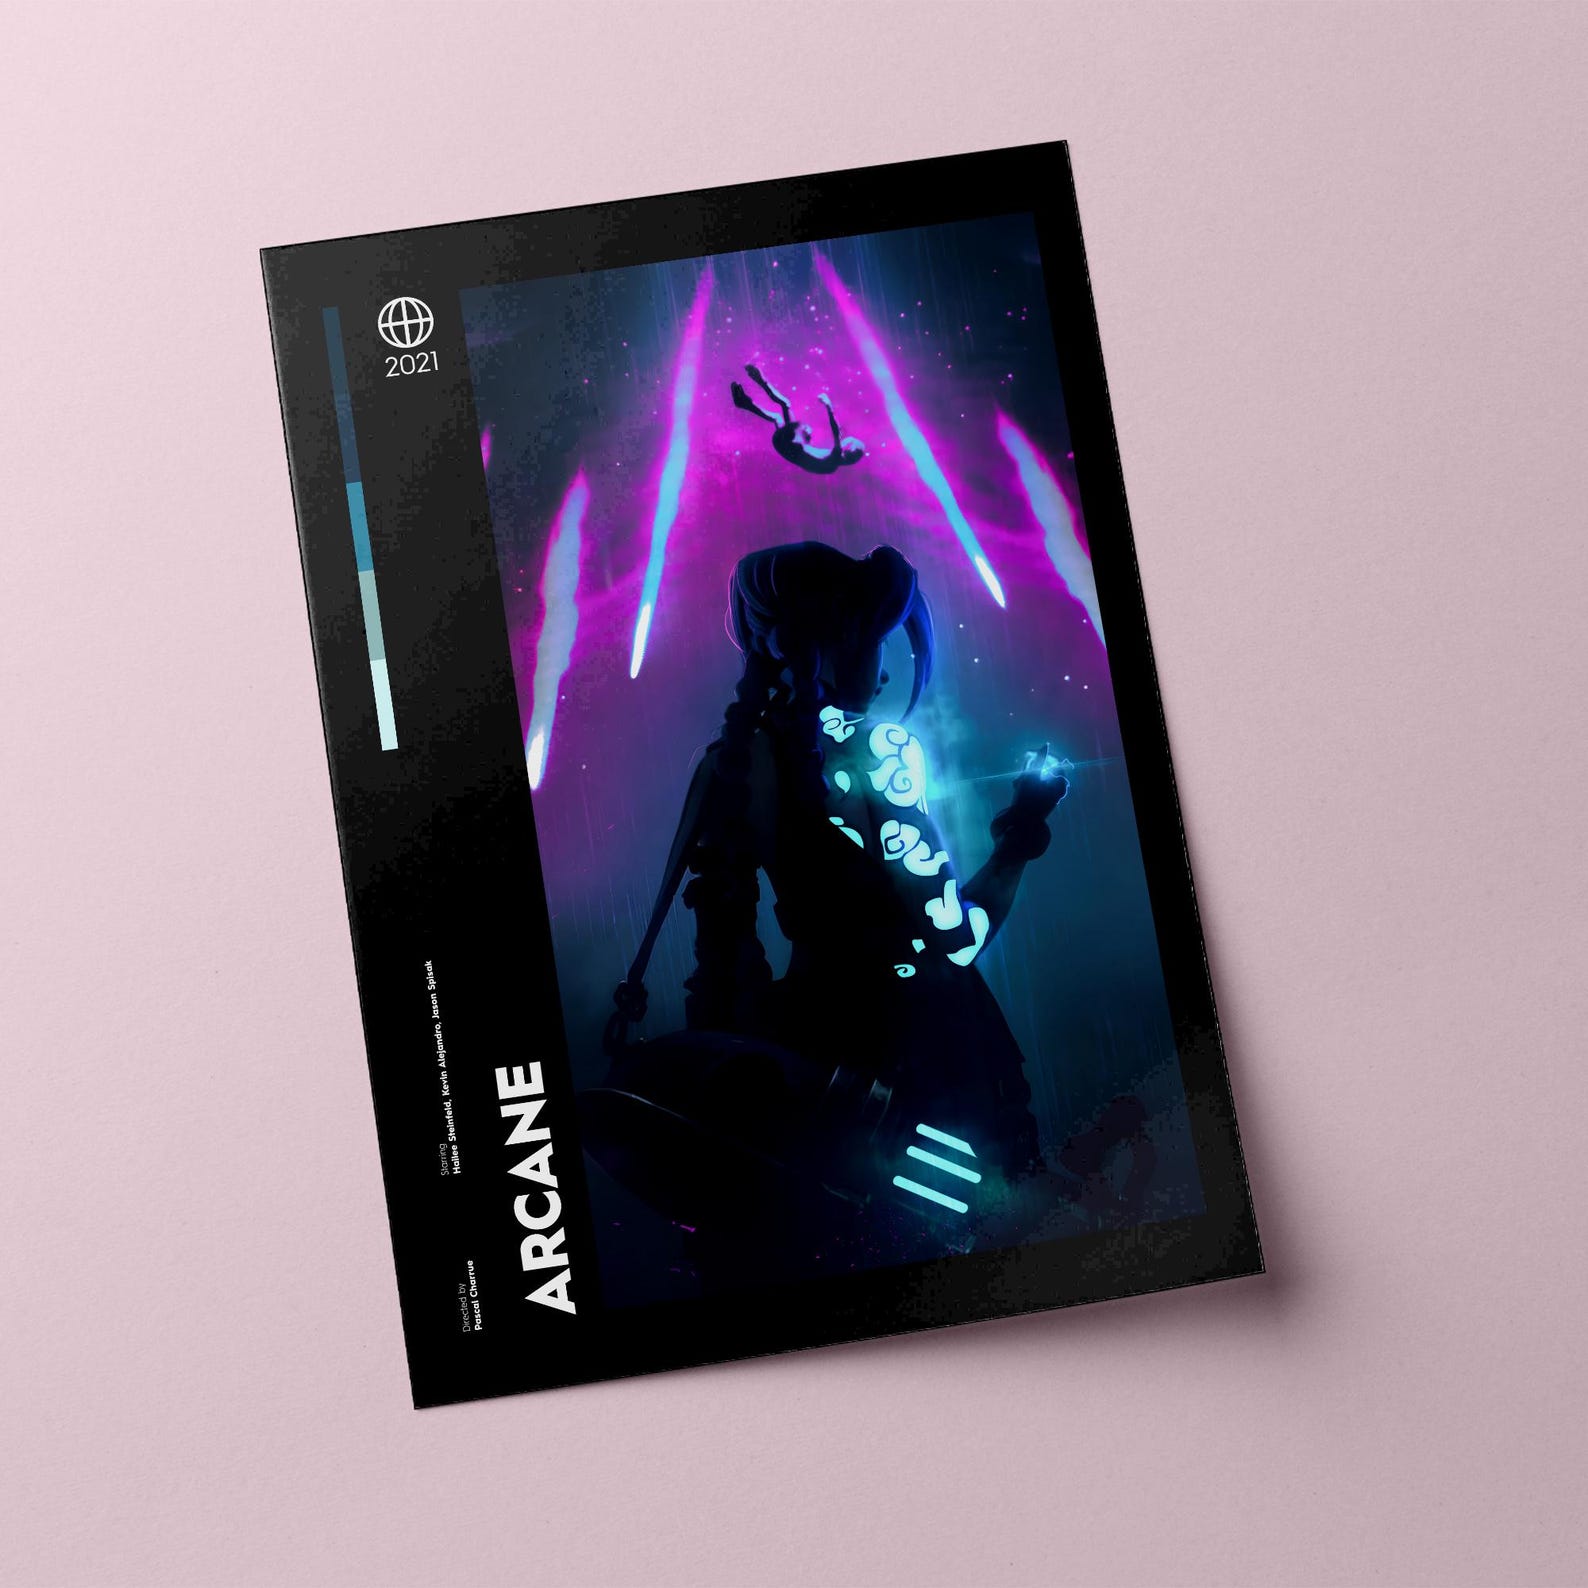 2021
ARCANE
Starring
Hailee Steinfeld, Kevin Alejandro, Jason Spisak
Directed by
Pascal Charrue